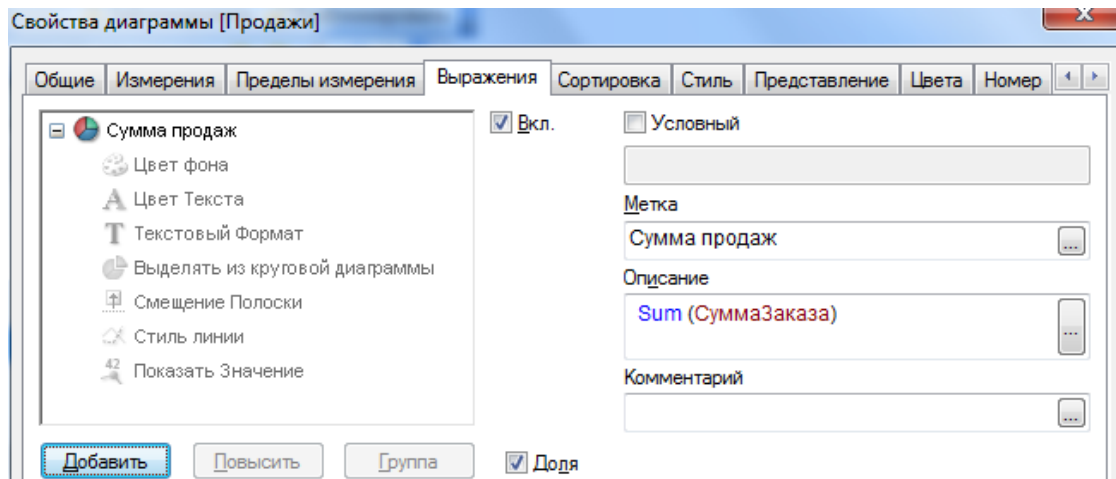 Свойства диаграммы [Продажи]
Общие Измерения Пределы измерения Выражения Сортировка Стиль Представление Цвета Номер
Сумма продаж
Цвет фона
Цвет Текста
Текстовый Формат
Выделять из круговой диаграммы
Смещение Полоски
Стиль линии
Показать Значение
Вкл.
Условный
Метка
Сумма продаж
...
Описание
Sum (СуммаЗаказа)
...
Комментарий
...
Добавить Повысить Группа Доля